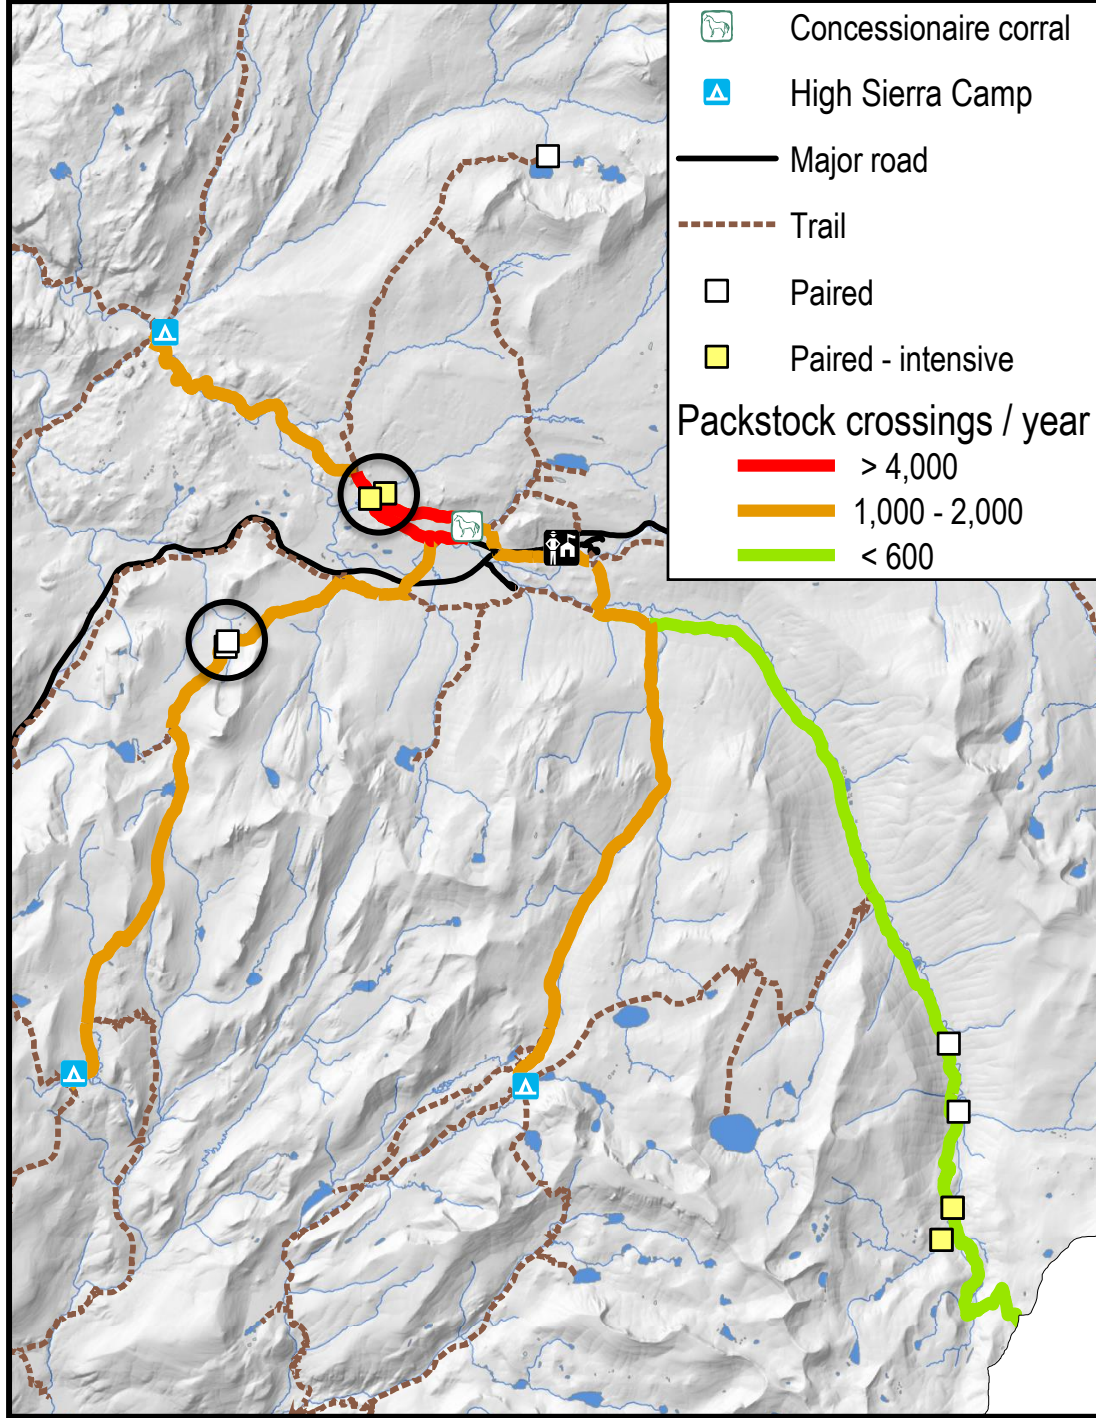 Concessionaire corral
High Sierra Camp
Major road
Trail
Paired
Paired - intensive
Packstock crossings / year
> 4,000
1,000 - 2,000
< 600